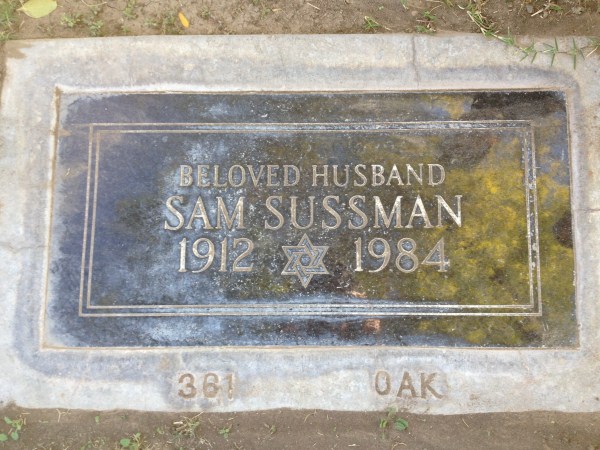 BELOVED HUSBAND
SAM SUSSMAN
1912 1984
361 OAK